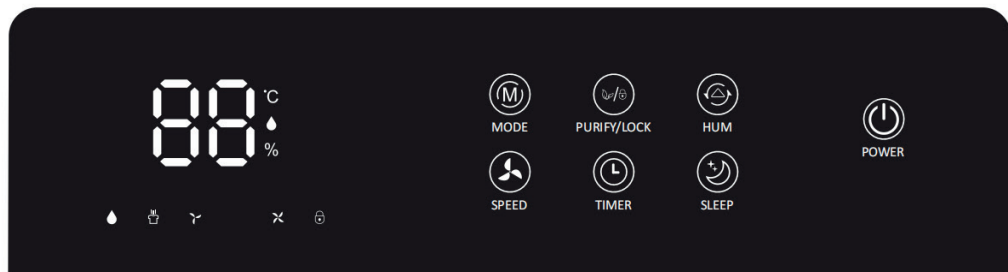 88
°C
%
M
MODE
PURIFY/LOCK
HUM
POWER
SPEED
TIMER
SLEEP